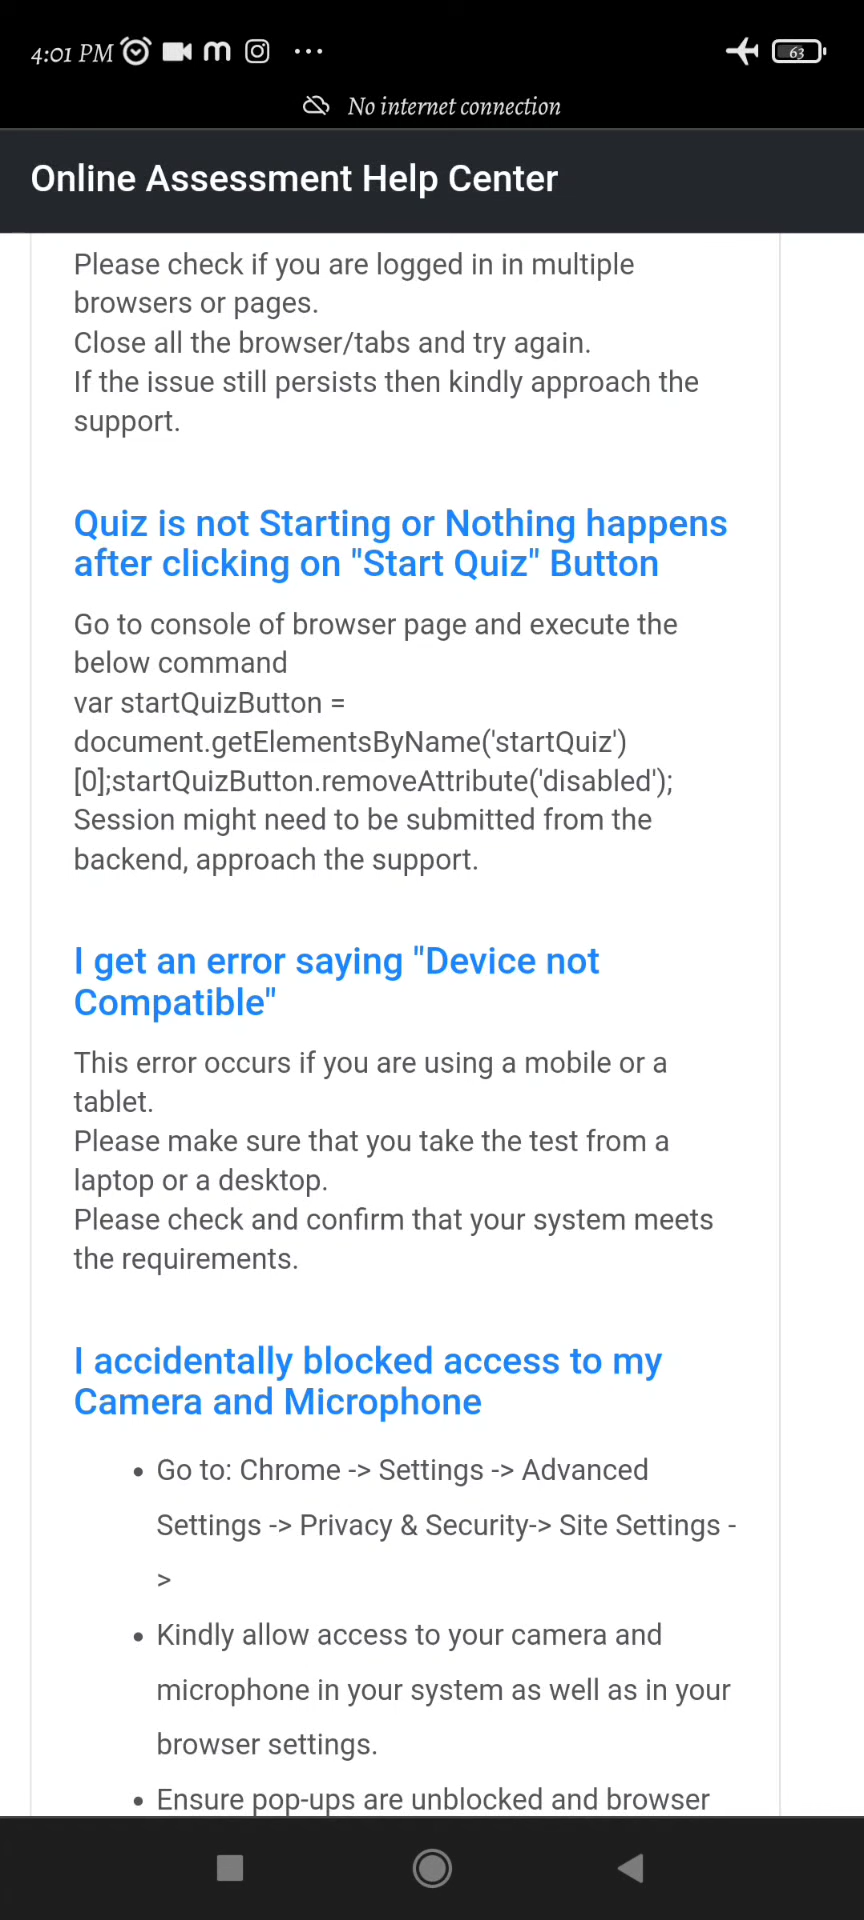 4:01 PM
63
No internet connection
Online Assessment Help Center
Please check if you are logged in in multiple
browsers or pages.
Close all the browser/tabs and try again.
If the issue still persists then kindly approach the
support.
Quiz is not Starting or Nothing happens
after clicking on "Start Quiz" Button
Go to console of browser page and execute the
below command
var startQuizButton =
document.getElementsByName('startQuiz')
[0];startQuizButton.removeAttribute('disabled');
Session might need to be submitted from the
backend, approach the support.
I get an error saying "Device not
Compatible"
This error occurs if you are using a mobile or a
tablet.
Please make sure that you take the test from a
laptop or a desktop.
Please check and confirm that your system meets
the requirements.
I accidentally blocked access to my
Camera and Microphone
• Go to: Chrome -> Settings -> Advanced
Settings -> Privacy & Security-> Site Settings -
>
• Kindly allow access to your camera and
microphone in your system as well as in your
browser settings.
• Ensure pop-ups are unblocked and browser